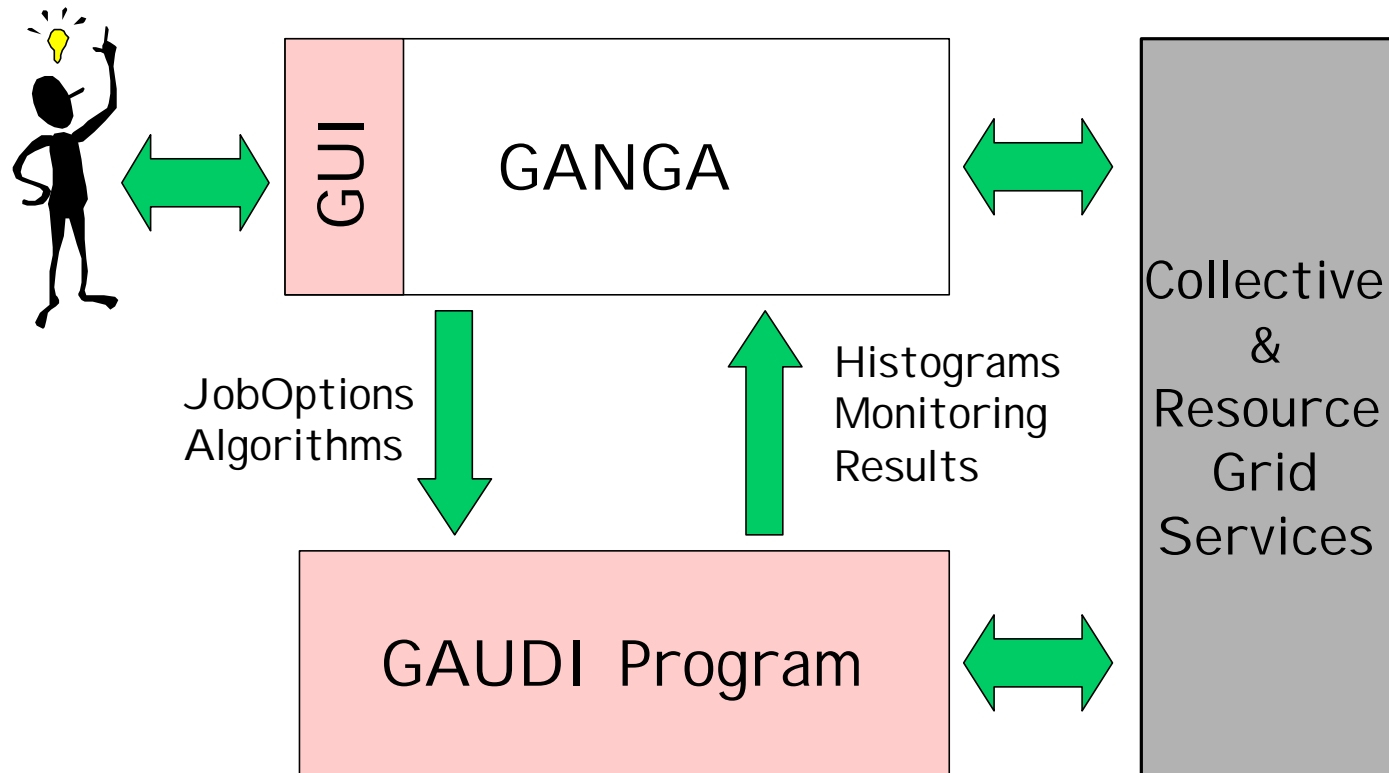 GUI
GANGA
JobOptions
Algorithms
Histograms
Monitoring
Results
Collective
&
Resource
Grid
Services
GAUDI Program